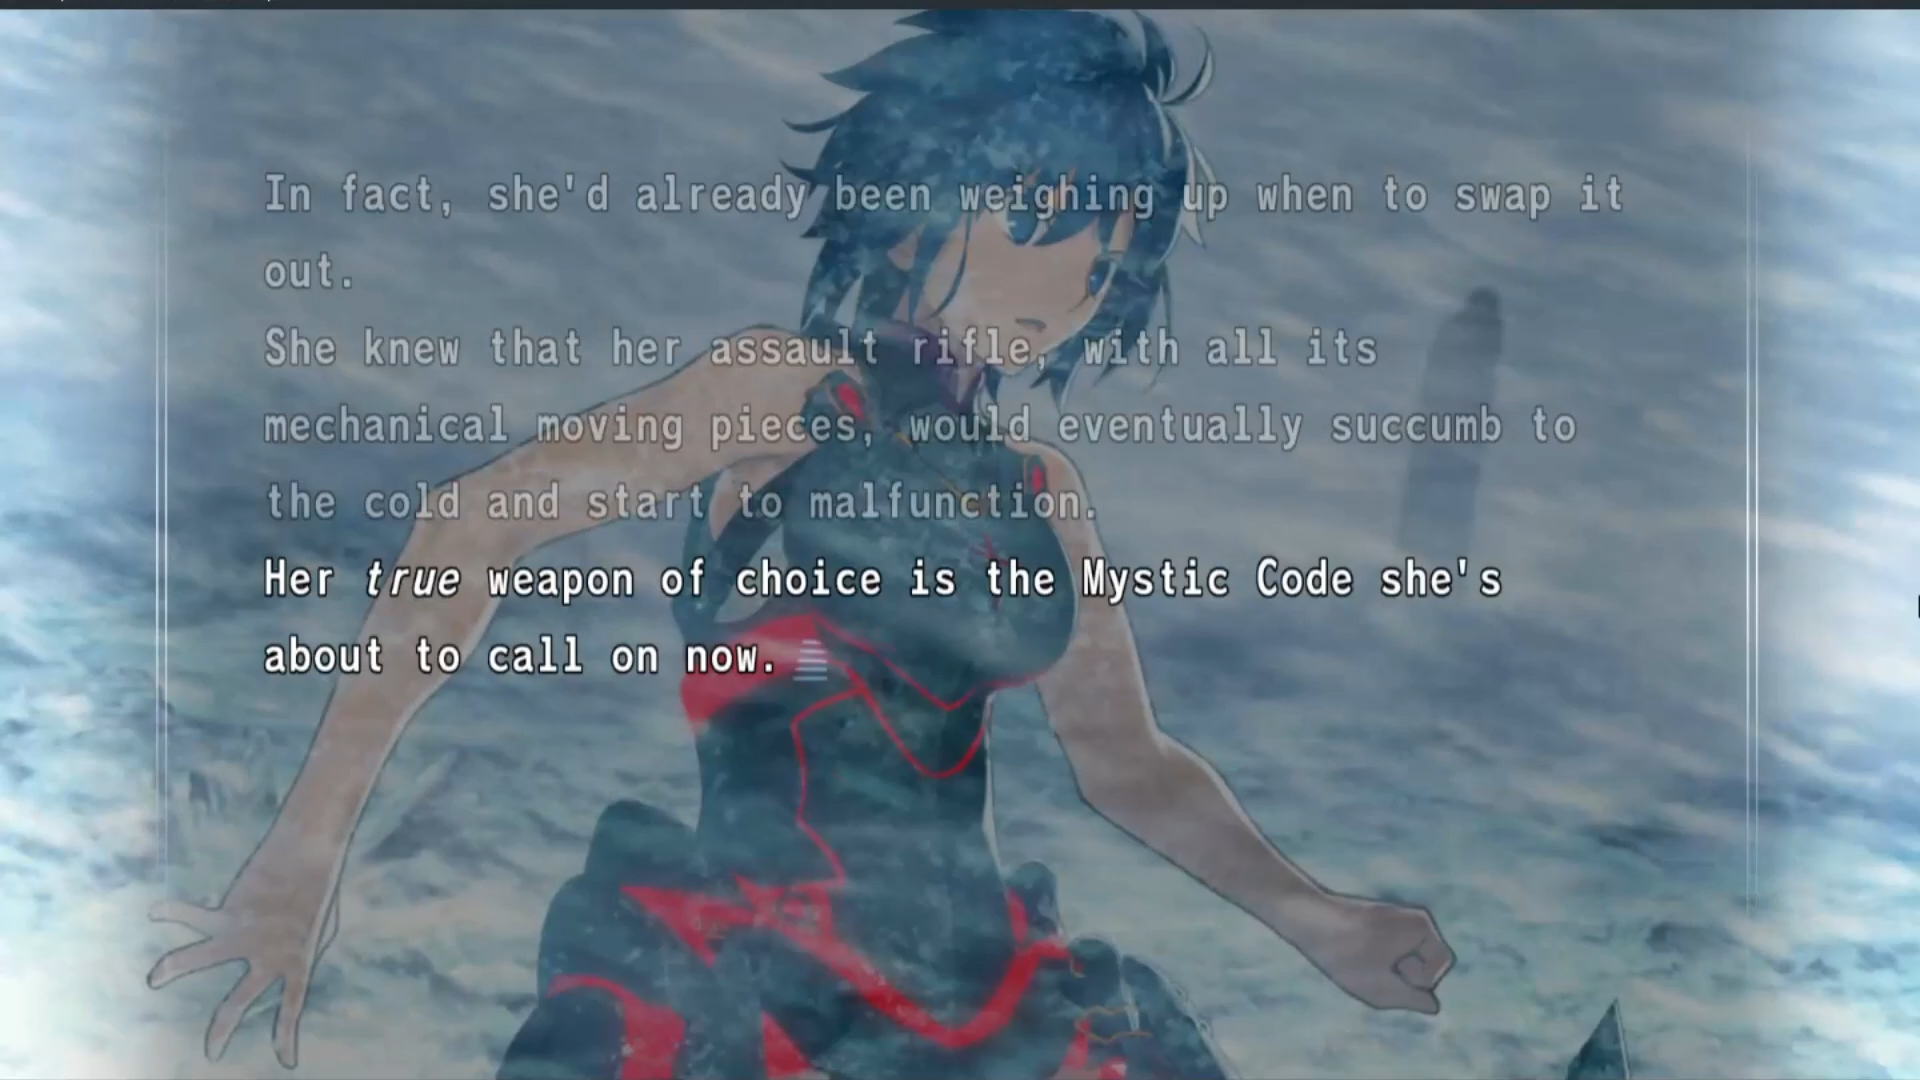 In fact, she'd already been weighing up when to swap it
out.
She knew that her assault rifle, with all its
mechanical moving pieces, would eventually succumb to
the cold and start to malfunction.
Her true weapon of choice is the Mystic Code she's
about to call on now.